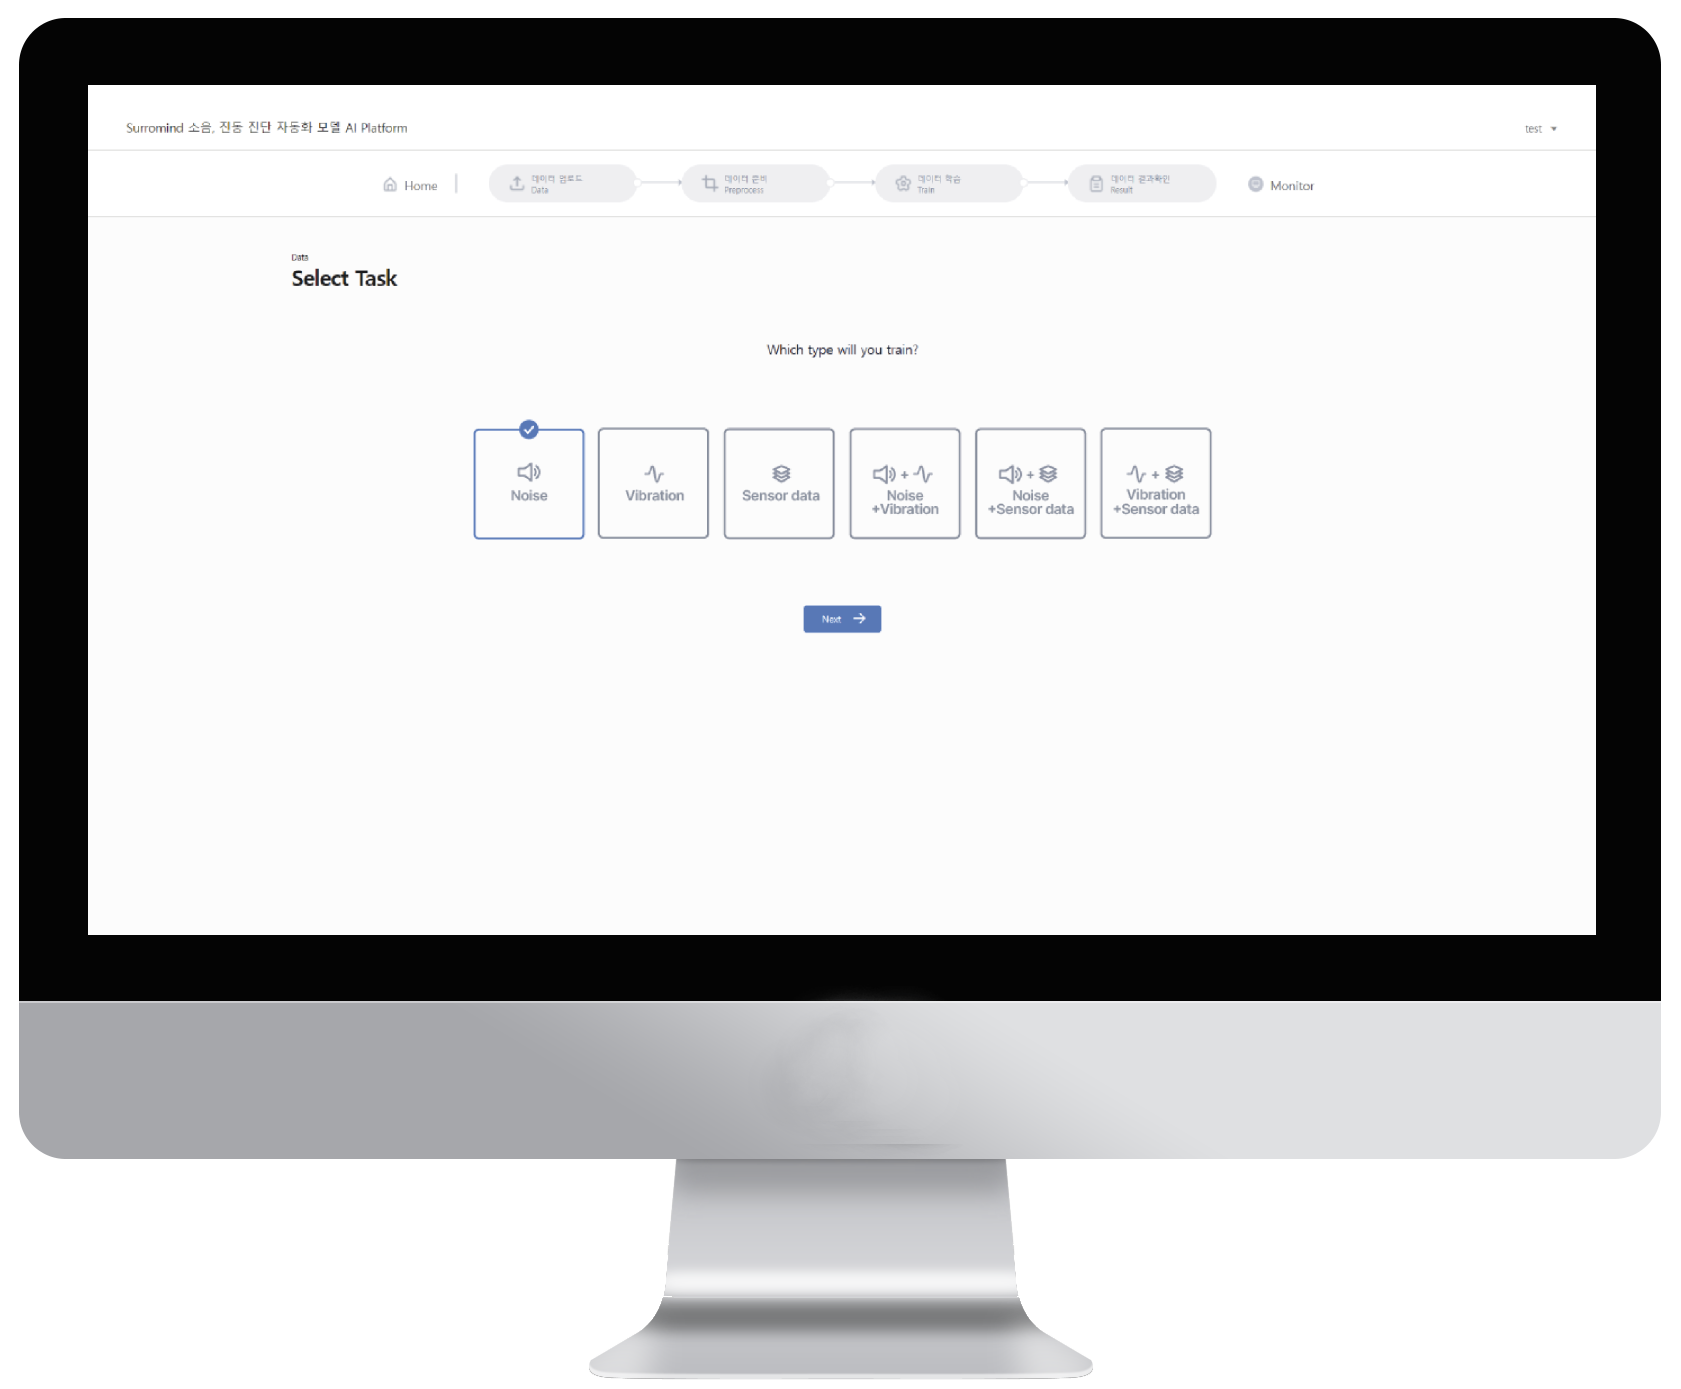 Surromind 소음, 진동 진단 자동화 모델 AI Platform
test
Home
데이터 업로드
Data
데이터 준비
Preprocess
데이터 학습
Train
데이터 결과확인
Result
Monitor
Data
Select Task
Which type will you train?
Noise
Vibration
Sensor data
Noise
+Vibration
Noise
+Sensor data
Vibration
+Sensor data
Next